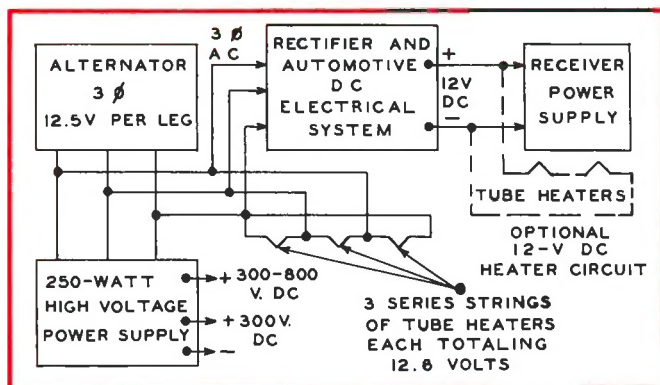 ALTERNATOR
3 Ø
12.5V PER LEG
3 Ø
A C
RECTIFIER AND
AUTOMOTIVE
D C
ELECTRICAL
SYSTEM
+
12V
DC
−
RECEIVER
POWER
SUPPLY
TUBE HEATERS
OPTIONAL
12-V DC
HEATER CIRCUIT
250-WATT
HIGH VOLTAGE
POWER SUPPLY
+ 300-800
V. DC
+ 300V.
DC
−
3 SERIES STRINGS
OF TUBE HEATERS
EACH TOTALING
12.6 VOLTS